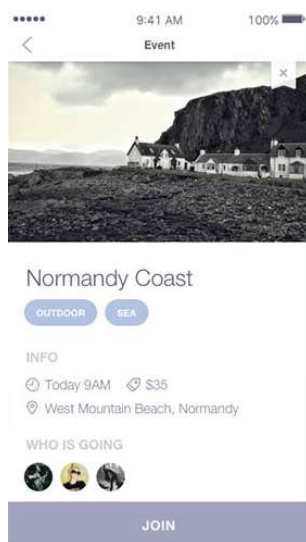 9:41 AM 100%
Event
×
Normandy Coast
OUTDOOR SEA
INFO
Today 9AM $35
West Mountain Beach, Normandy
WHO IS GOING
JOIN